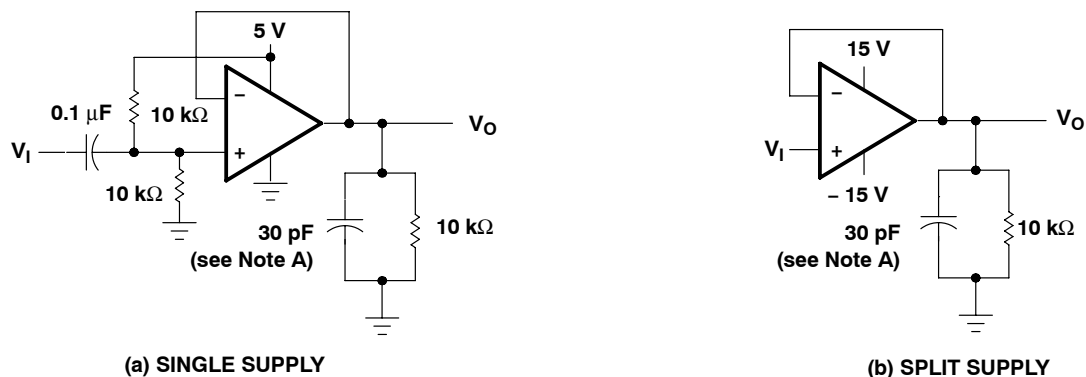 5 V
0.1 μF
10 kΩ
−
+
V_I
V_O
10 kΩ
30 pF
(see Note A)
10 kΩ
(a) SINGLE SUPPLY
15 V
−
+
V_I
V_O
− 15 V
30 pF
(see Note A)
10 kΩ
(b) SPLIT SUPPLY